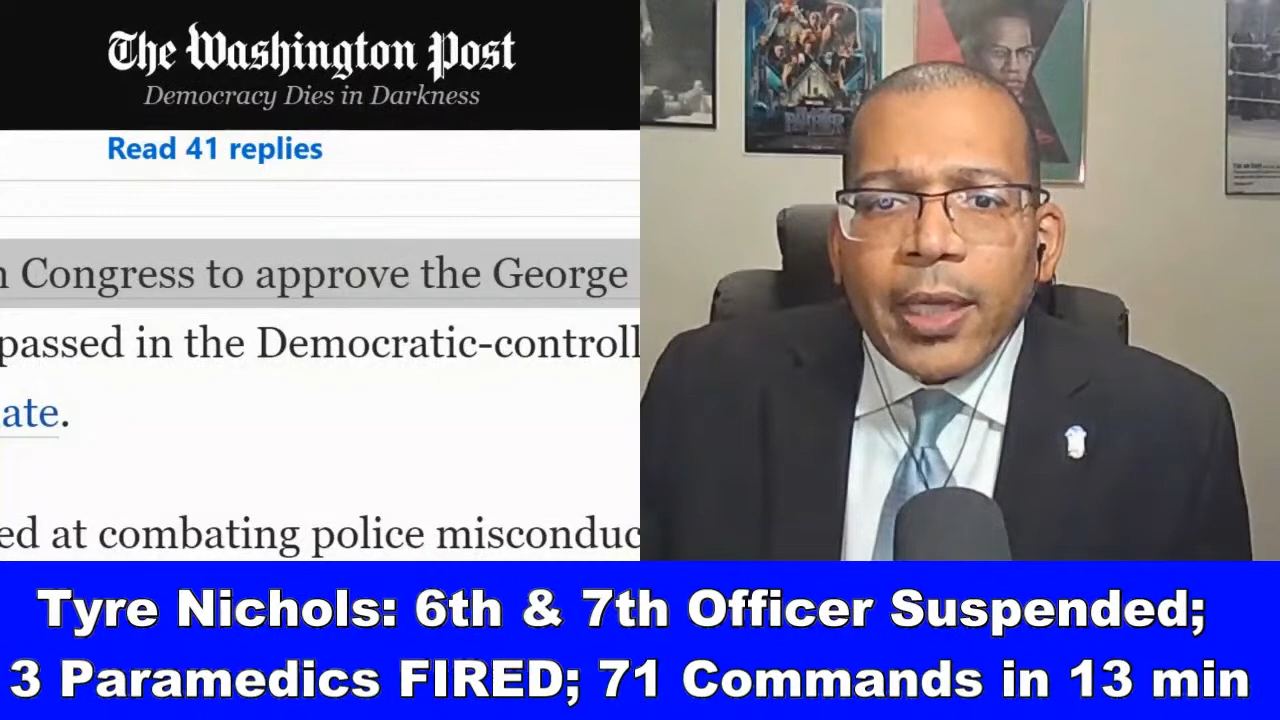 The Washington Post
Democracy Dies in Darkness
Read 41 replies
Congress to approve the George
passed in the Democratic-controll
ate.
ed at combating police misconduc
Tyre Nichols: 6th & 7th Officer Suspended;
3 Paramedics FIRED; 71 Commands in 13 min